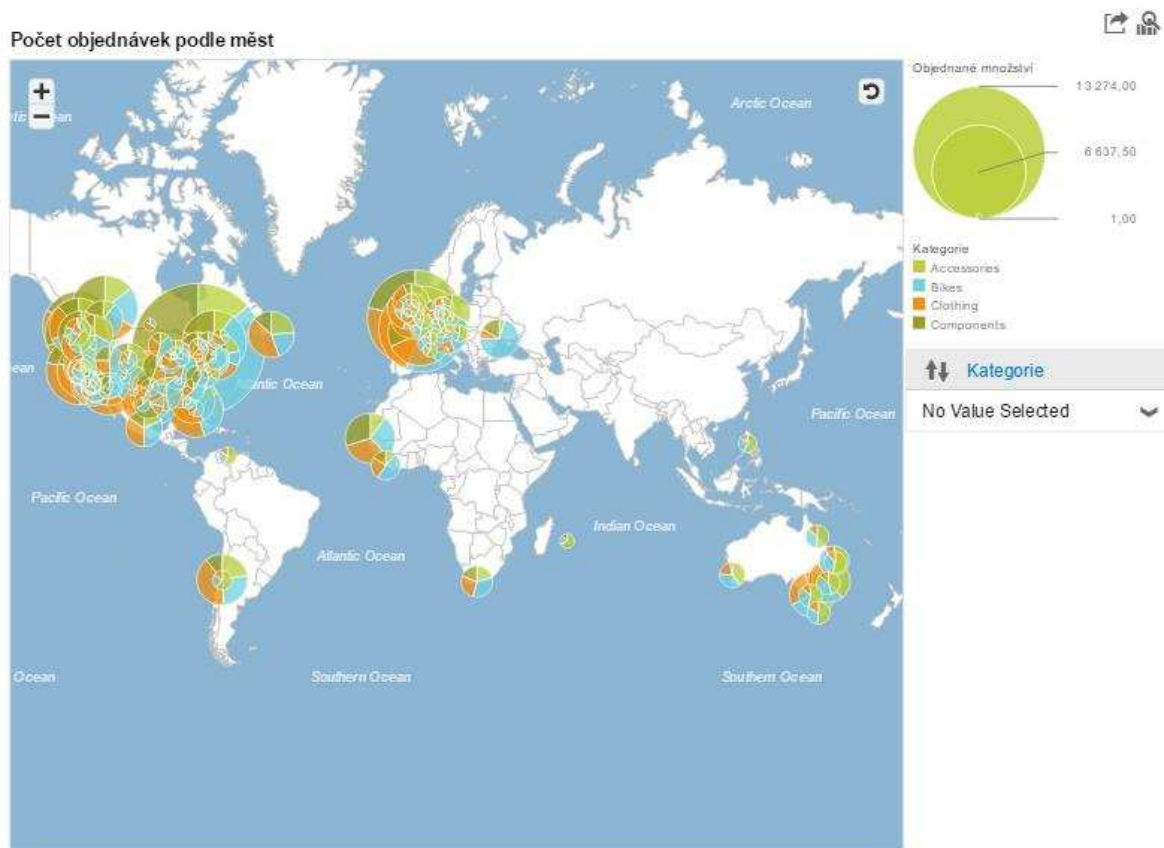 Počet objednávek podle měst
Objednané množství
13 274,00
Arctic Ocean
6 637,50
1,00
Kategorie
Accessories
Bikes
Clothing
Components
Kategorie
Atlantic Ocean
No Value Selected
Pacific Ocean
Pacific Ocean
Indian Ocean
Atlantic Ocean
Ocean
Southern Ocean
Southern Ocean